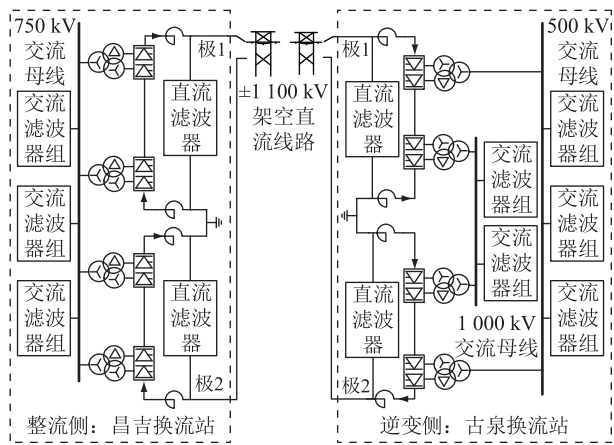 750 kV
交流
母线
交流
滤波
器组
交流
滤波
器组
交流
滤波
器组
极1
直流
滤波
器
直流
滤波
器
极2
整流侧：昌吉换流站
±1 100 kV
架空直
流线路
极1
直流
滤波
器
直流
滤波
器
极2
500 kV
交流
母线
交流
滤波
器组
交流
滤波
器组
交流
滤波
器组
交流
滤波
器组
交流
滤波
器组
1 000 kV
交流母线
逆变侧：古泉换流站